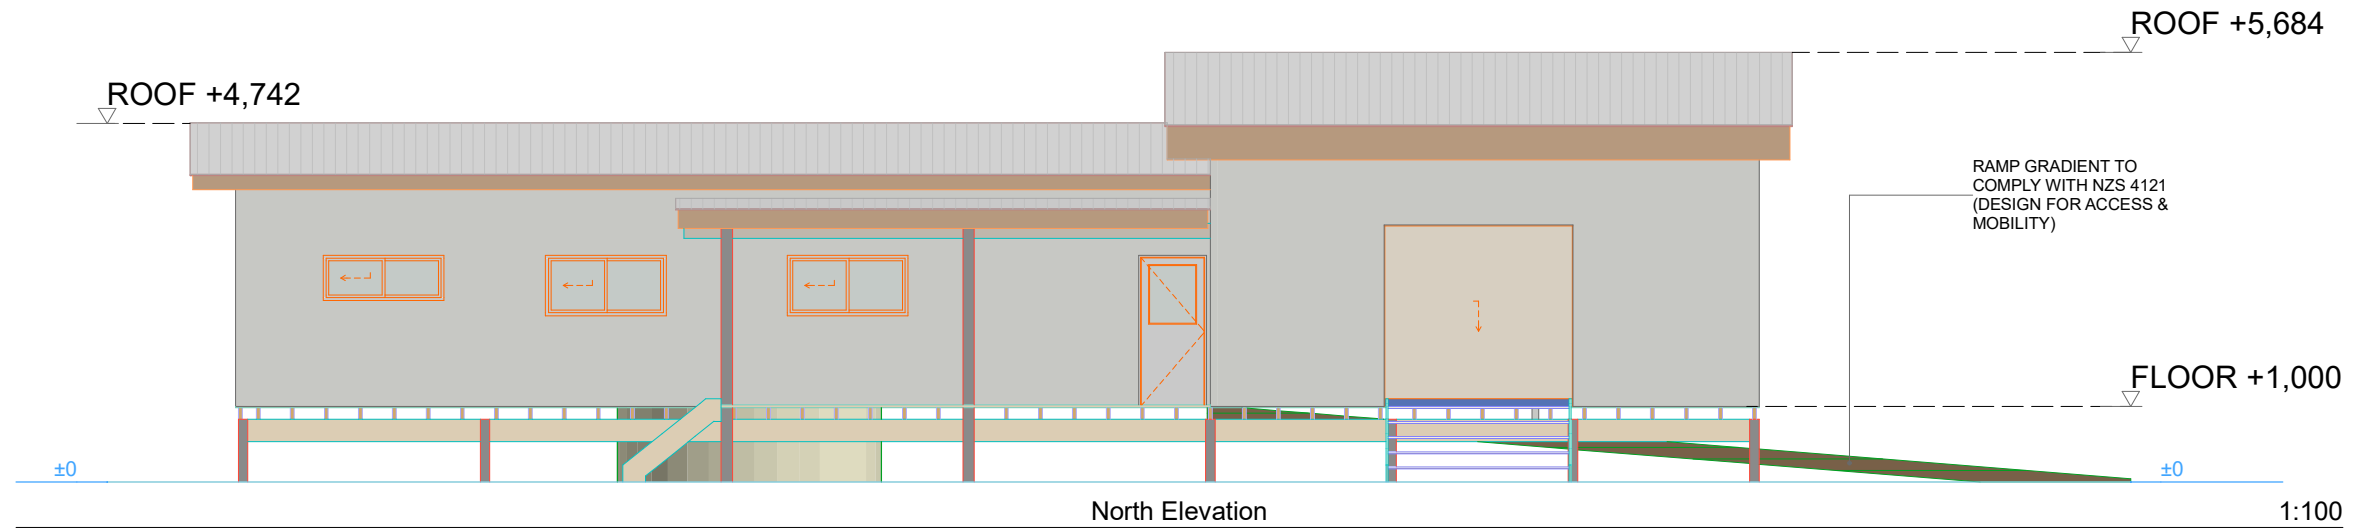 ROOF +5,684
ROOF +4,742
RAMP GRADIENT TO
COMPLY WITH NZS 4121
(DESIGN FOR ACCESS &
MOBILITY)
FLOOR +1,000
±0
±0
North Elevation
1:100